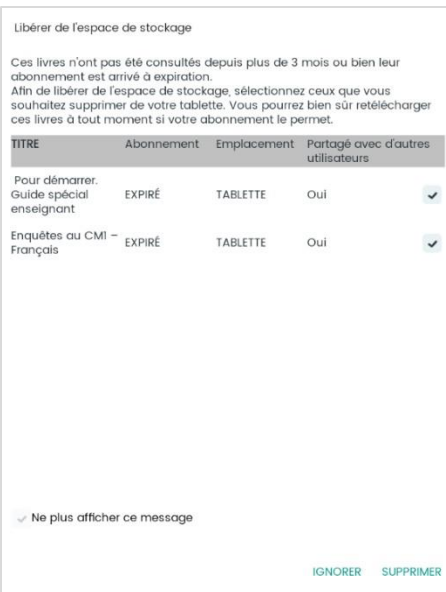 Libérer de l'espace de stockage
Ces livres n'ont pas été consultés depuis plus de 3 mois ou bien leur
abonnement est arrivé à expiration.
Afin de libérer de l'espace de stockage, sélectionnez ceux que vous
souhaitez supprimer de votre tablette. Vous pourrez bien sûr retélécharger
ces livres à tout moment si votre abonnement le permet.
TITRE Abonnement Emplacement Partagé avec d'autres
utilisateurs
Pour démarrer.
Guide spécial EXPIRÉ TABLETTE Oui
enseignant
Enquêtes au CM1 – EXPIRÉ TABLETTE Oui
Français
Ne plus afficher ce message
IGNORER SUPPRIMER